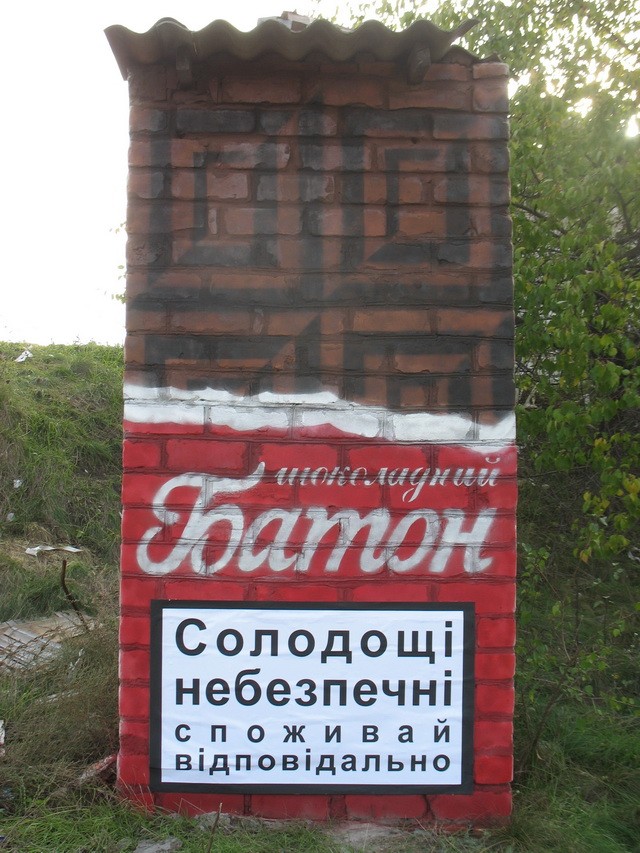 шоколадний
Батон
Солодощі
небезпечні
споживай
відповідально